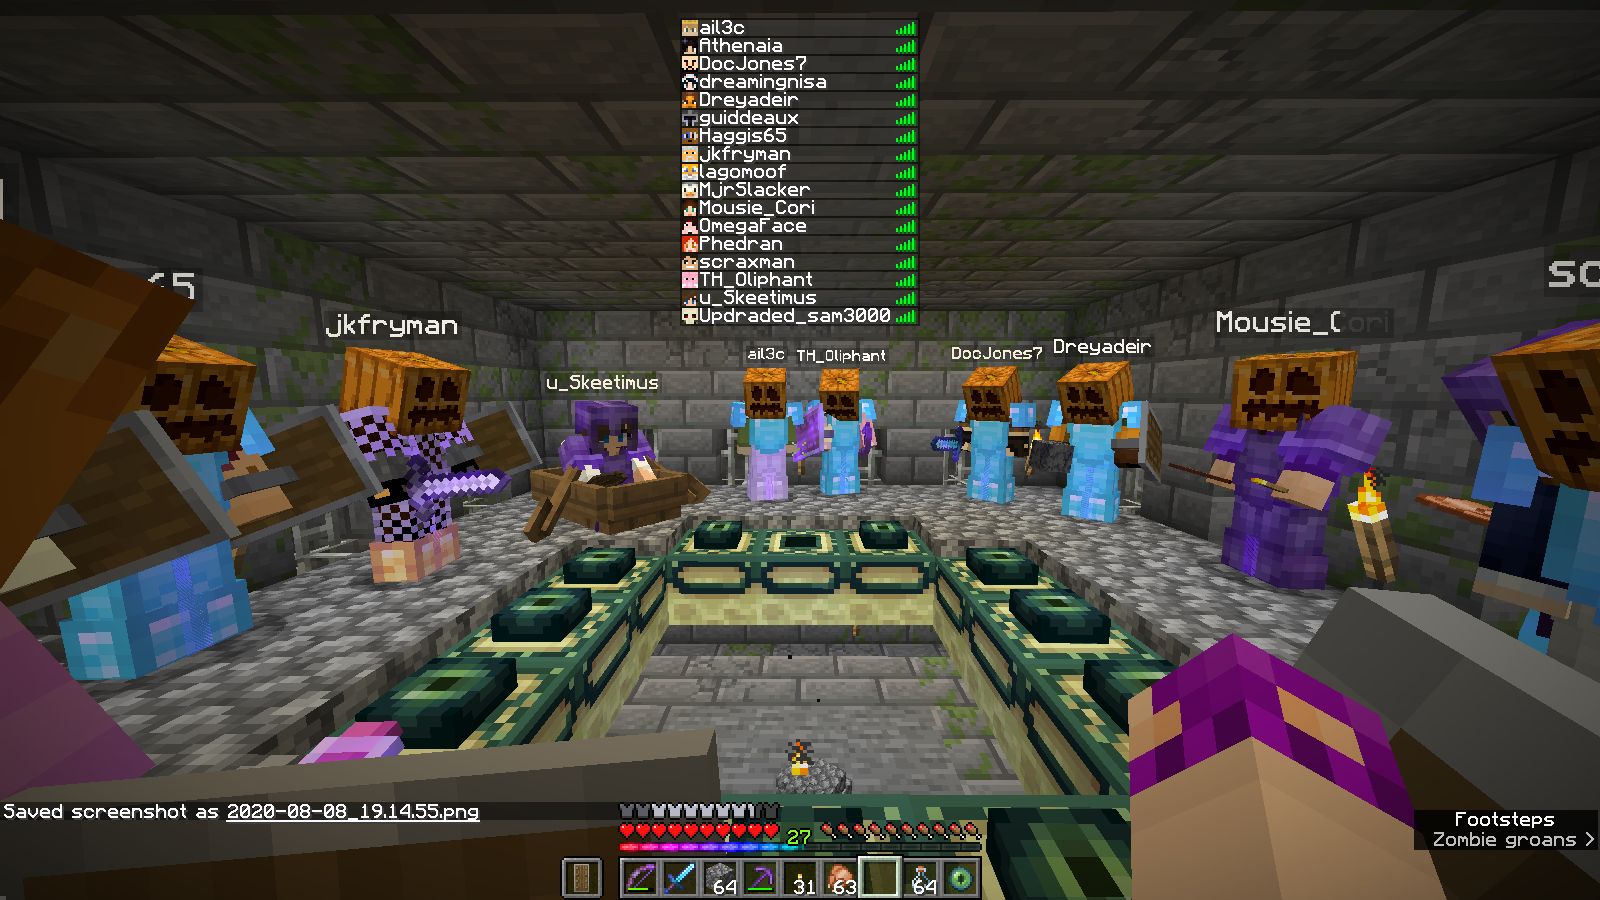 ail3c
Athenaia
DocJones7
dreamingnisa
Dreyadeir
guiddeaux
Haggis65
jkfryman
lagomoof
MjrSlacker
Mousie_Cori
OmegaFace
Phedran
scraxman
TH_Oliphant
u_Skeetimus
Updraded_sam3000
65
sc
jkfryman
Mousie_Cori
ail3c TH_Oliphant
DocJones7 Dreyadeir
u_Skeetimus
Saved screenshot as 2020-08-08_19.14.55.png
Footsteps
Zombie groans >
27
64 31 63 64